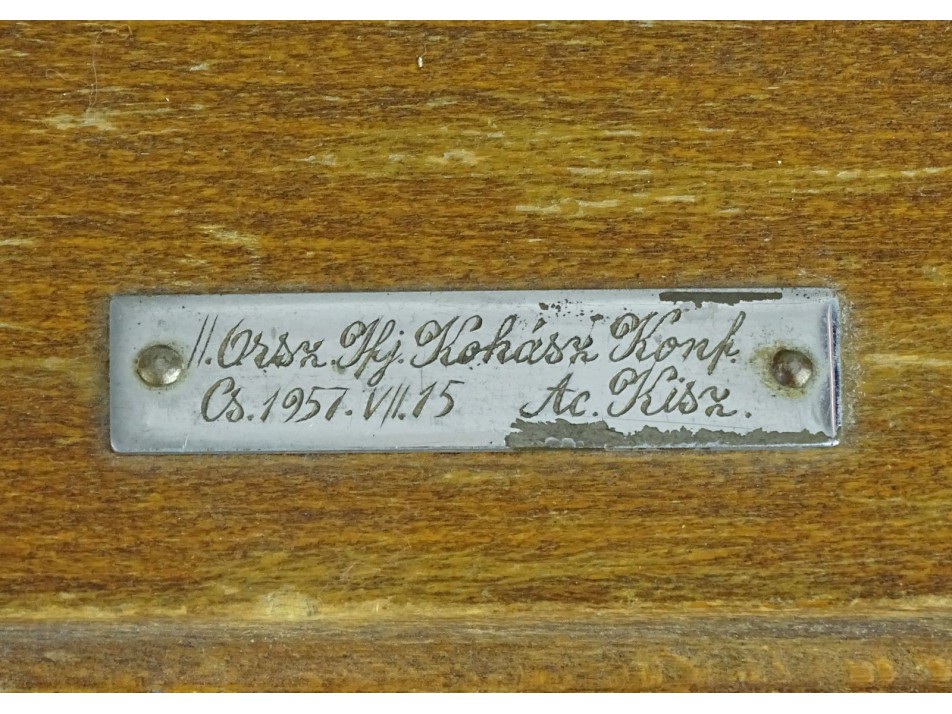 II. Orsz. Ifj. Kohász Konf.
Cs. 1957. VII. 15 Ac. Kisz.